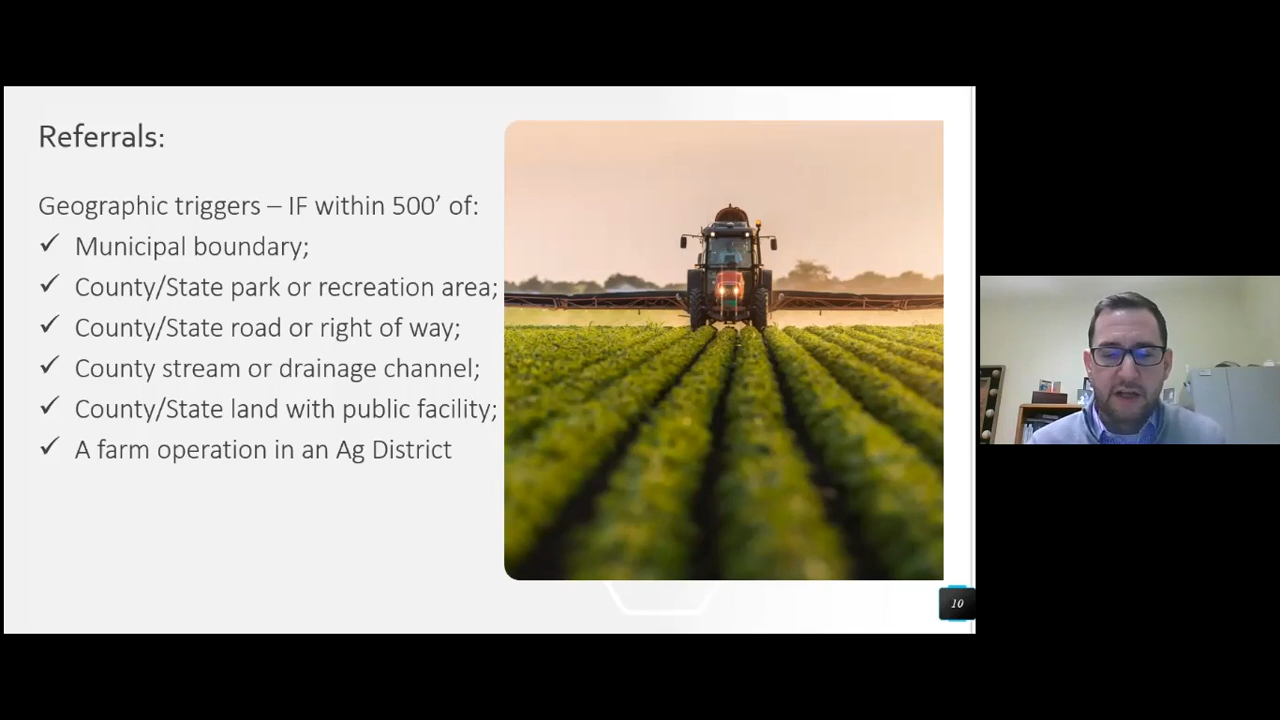 Referrals:
Geographic triggers – IF within 500’ of:
✓ Municipal boundary;
✓ County/State park or recreation area;
✓ County/State road or right of way;
✓ County stream or drainage channel;
✓ County/State land with public facility;
✓ A farm operation in an Ag District
10